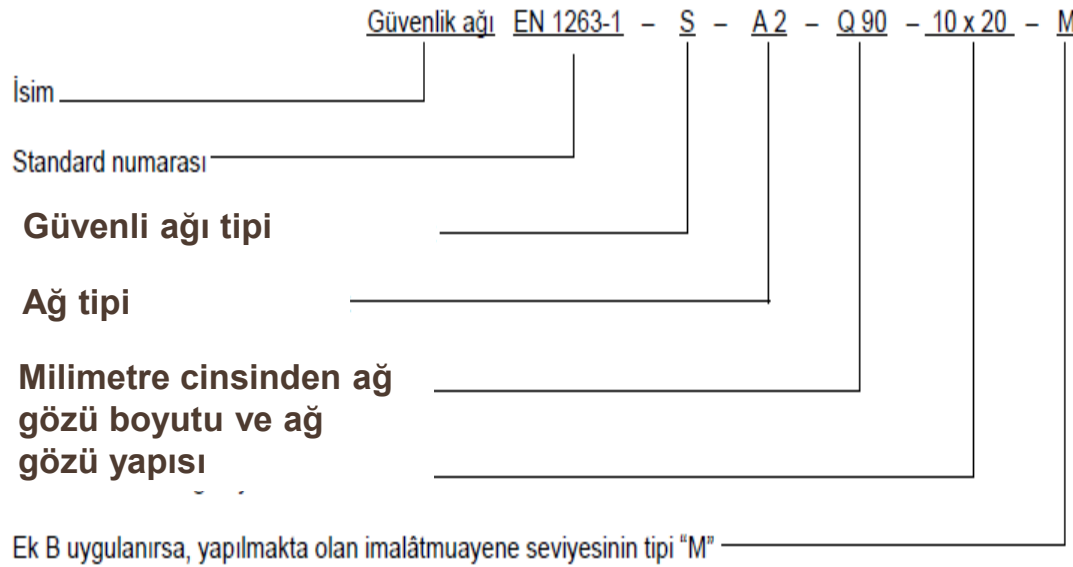 Güvenlik ağı EN 1263-1 – S – A 2 – Q 90 – 10 x 20 – M
İsim
Standard numarası
Güvenli ağı tipi
Ağ tipi
Milimetre cinsinden ağ
gözü boyutu ve ağ
gözü yapısı
Ek B uygulanırsa, yapılmakta olan imalâtmuayene seviyesinin tipi “M”